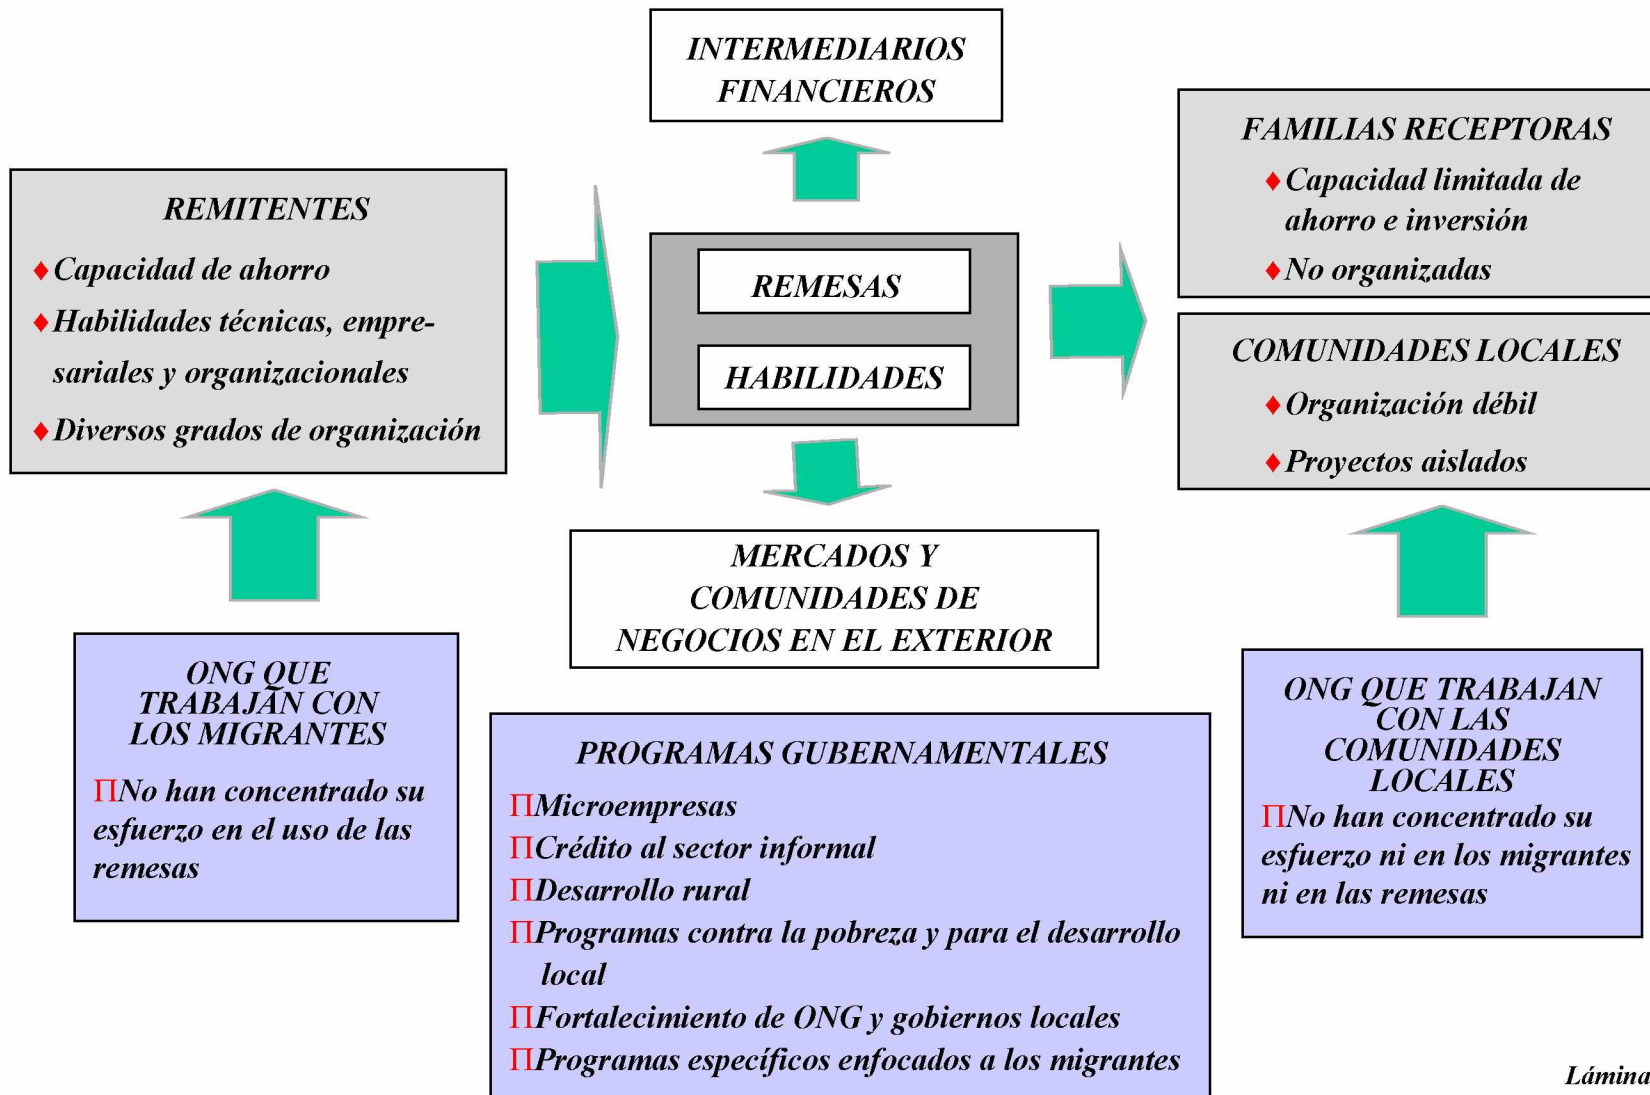 INTERMEDIARIOS
FINANCIEROS
REMITENTES
♦Capacidad de ahorro
♦Habilidades técnicas, empre-
sariales y organizacionales
♦Diversos grados de organización
REMESAS
HABILIDADES
FAMILIAS RECEPTORAS
♦Capacidad limitada de
ahorro e inversión
♦No organizadas
COMUNIDADES LOCALES
♦Organización débil
♦Proyectos aislados
MERCADOS Y
COMUNIDADES DE
NEGOCIOS EN EL EXTERIOR
ONG QUE
TRABAJAN CON
LOS MIGRANTES
ΠNo han concentrado su
esfuerzo en el uso de las
remesas
PROGRAMAS GUBERNAMENTALES
ΠMicroempresas
ΠCrédito al sector informal
ΠDesarrollo rural
ΠProgramas contra la pobreza y para el desarrollo
local
ΠFortalecimiento de ONG y gobiernos locales
ΠProgramas específicos enfocados a los migrantes
ONG QUE TRABAJAN
CON LAS
COMUNIDADES
LOCALES
ΠNo han concentrado su
esfuerzo ni en los migrantes
ni en las remesas
Lámina